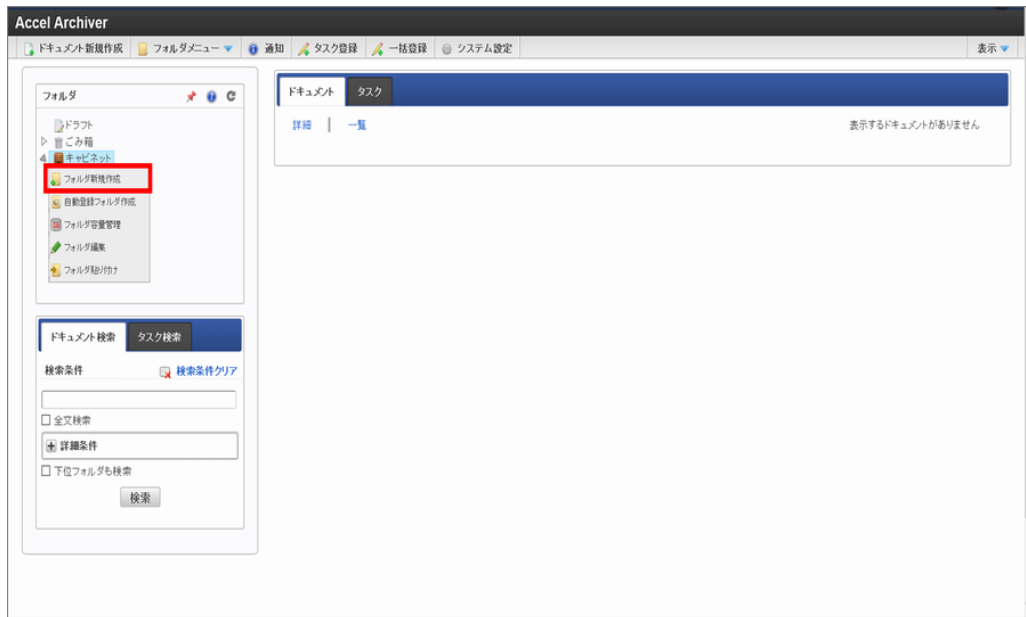 Accel Archiver
ドキュメント新規作成 フォルダメニュー 通知 タスク登録 一括登録 システム設定 表示
フォルダ
ドラフト
ごみ箱
キャビネット
フォルダ新規作成
自動登録フォルダ作成
フォルダ容量管理
フォルダ編集
フォルダ貼り付け
ドキュメント タスク
詳細 | 一覧 表示するドキュメントがありません
ドキュメント検索 タスク検索
検索条件 検索条件クリア
全文検索
詳細条件
下位フォルダも検索
検索